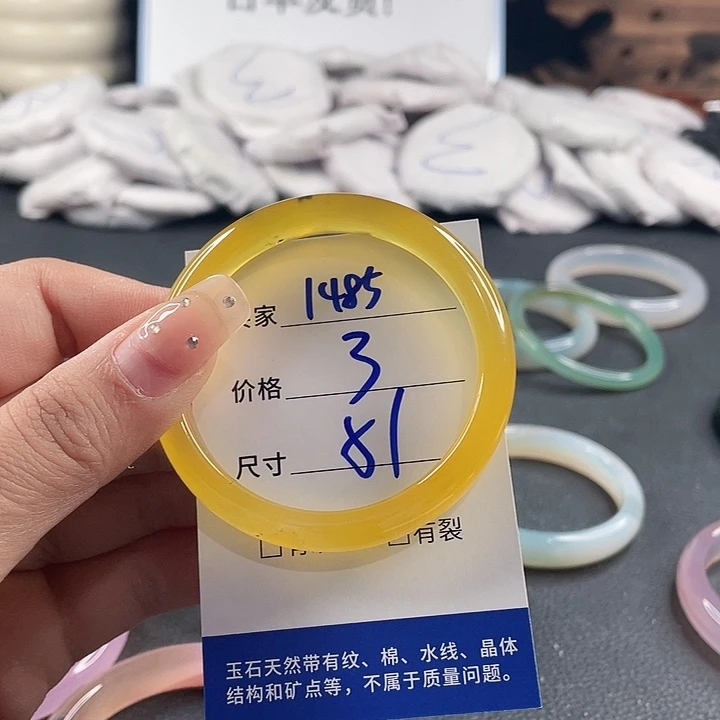 家 1485
价格 3
尺寸 81
有裂
玉石天然带有纹、棉、水线、晶体
结构和矿点等，不属于质量问题。